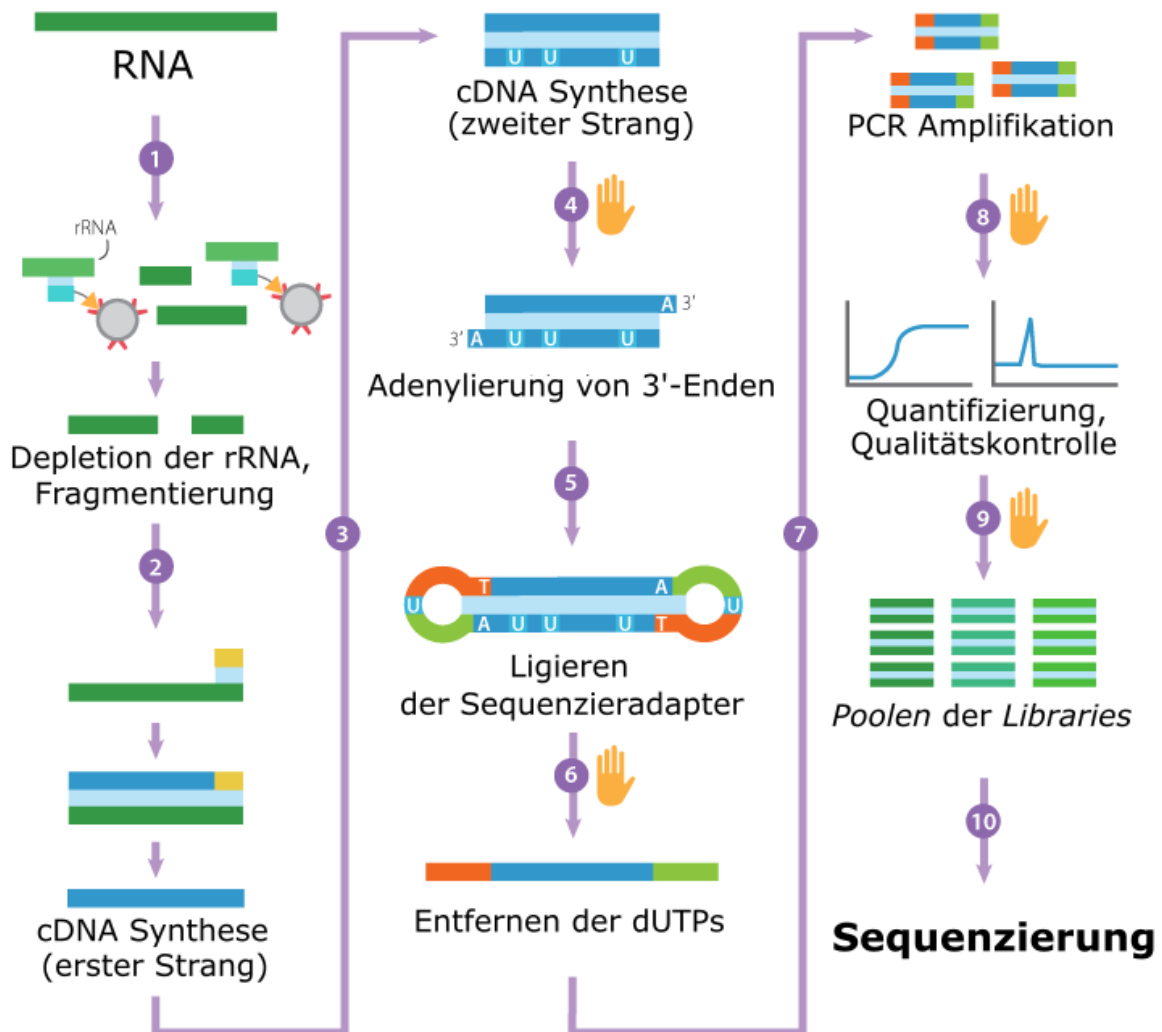 RNA
1
rRNA
Depletion der rRNA,
Fragmentierung
2
cDNA Synthese
(erster Strang)
3
U U U
cDNA Synthese
(zweiter Strang)
4
A 3'
3' A U U U
Adenylierung von 3'-Enden
5
T A
U U
A U U U T
Ligieren
der Sequenzieradapter
6
Entfernen der dUTPs
7
PCR Amplifikation
8
Quantifizierung,
Qualitätskontrolle
9
Poolen der Libraries
10
Sequenzierung